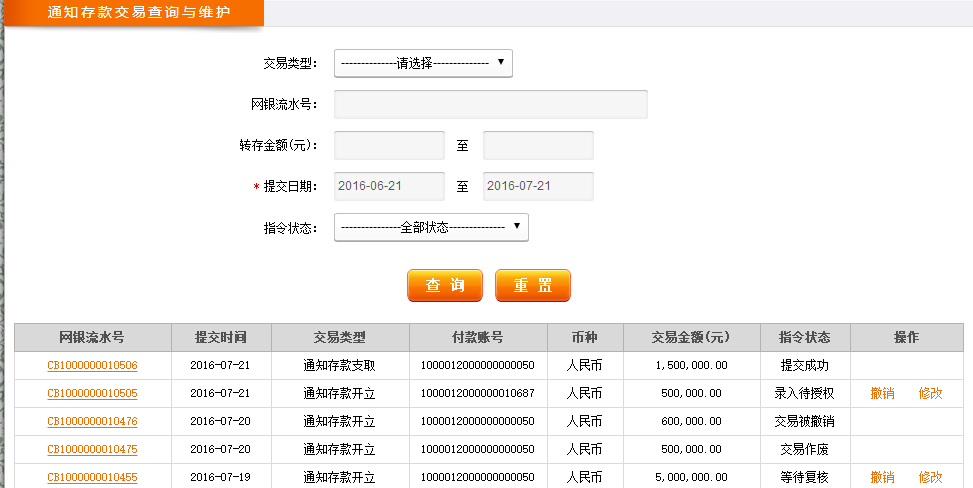 通知存款交易查询与维护
交易类型： --------------请选择--------------
网银流水号：
转存金额(元)： 至
* 提交日期： 2016-06-21 至 2016-07-21
指令状态： ---------------全部状态--------------
查 询 重 置
网银流水号 提交时间 交易类型 付款账号 币种 交易金额(元) 指令状态 操作
CB1000000010506 2016-07-21 通知存款支取 1000012000000000050 人民币 1,500,000.00 提交成功
CB1000000010505 2016-07-21 通知存款开立 1000012000000010687 人民币 500,000.00 录入待授权 撤销 修改
CB1000000010476 2016-07-20 通知存款开立 1000012000000000050 人民币 600,000.00 交易被撤销
CB1000000010475 2016-07-20 通知存款开立 1000012000000000050 人民币 500,000.00 交易作废
CB1000000010455 2016-07-19 通知存款开立 1000012000000000050 人民币 5,000,000.00 等待复核 撤销 修改